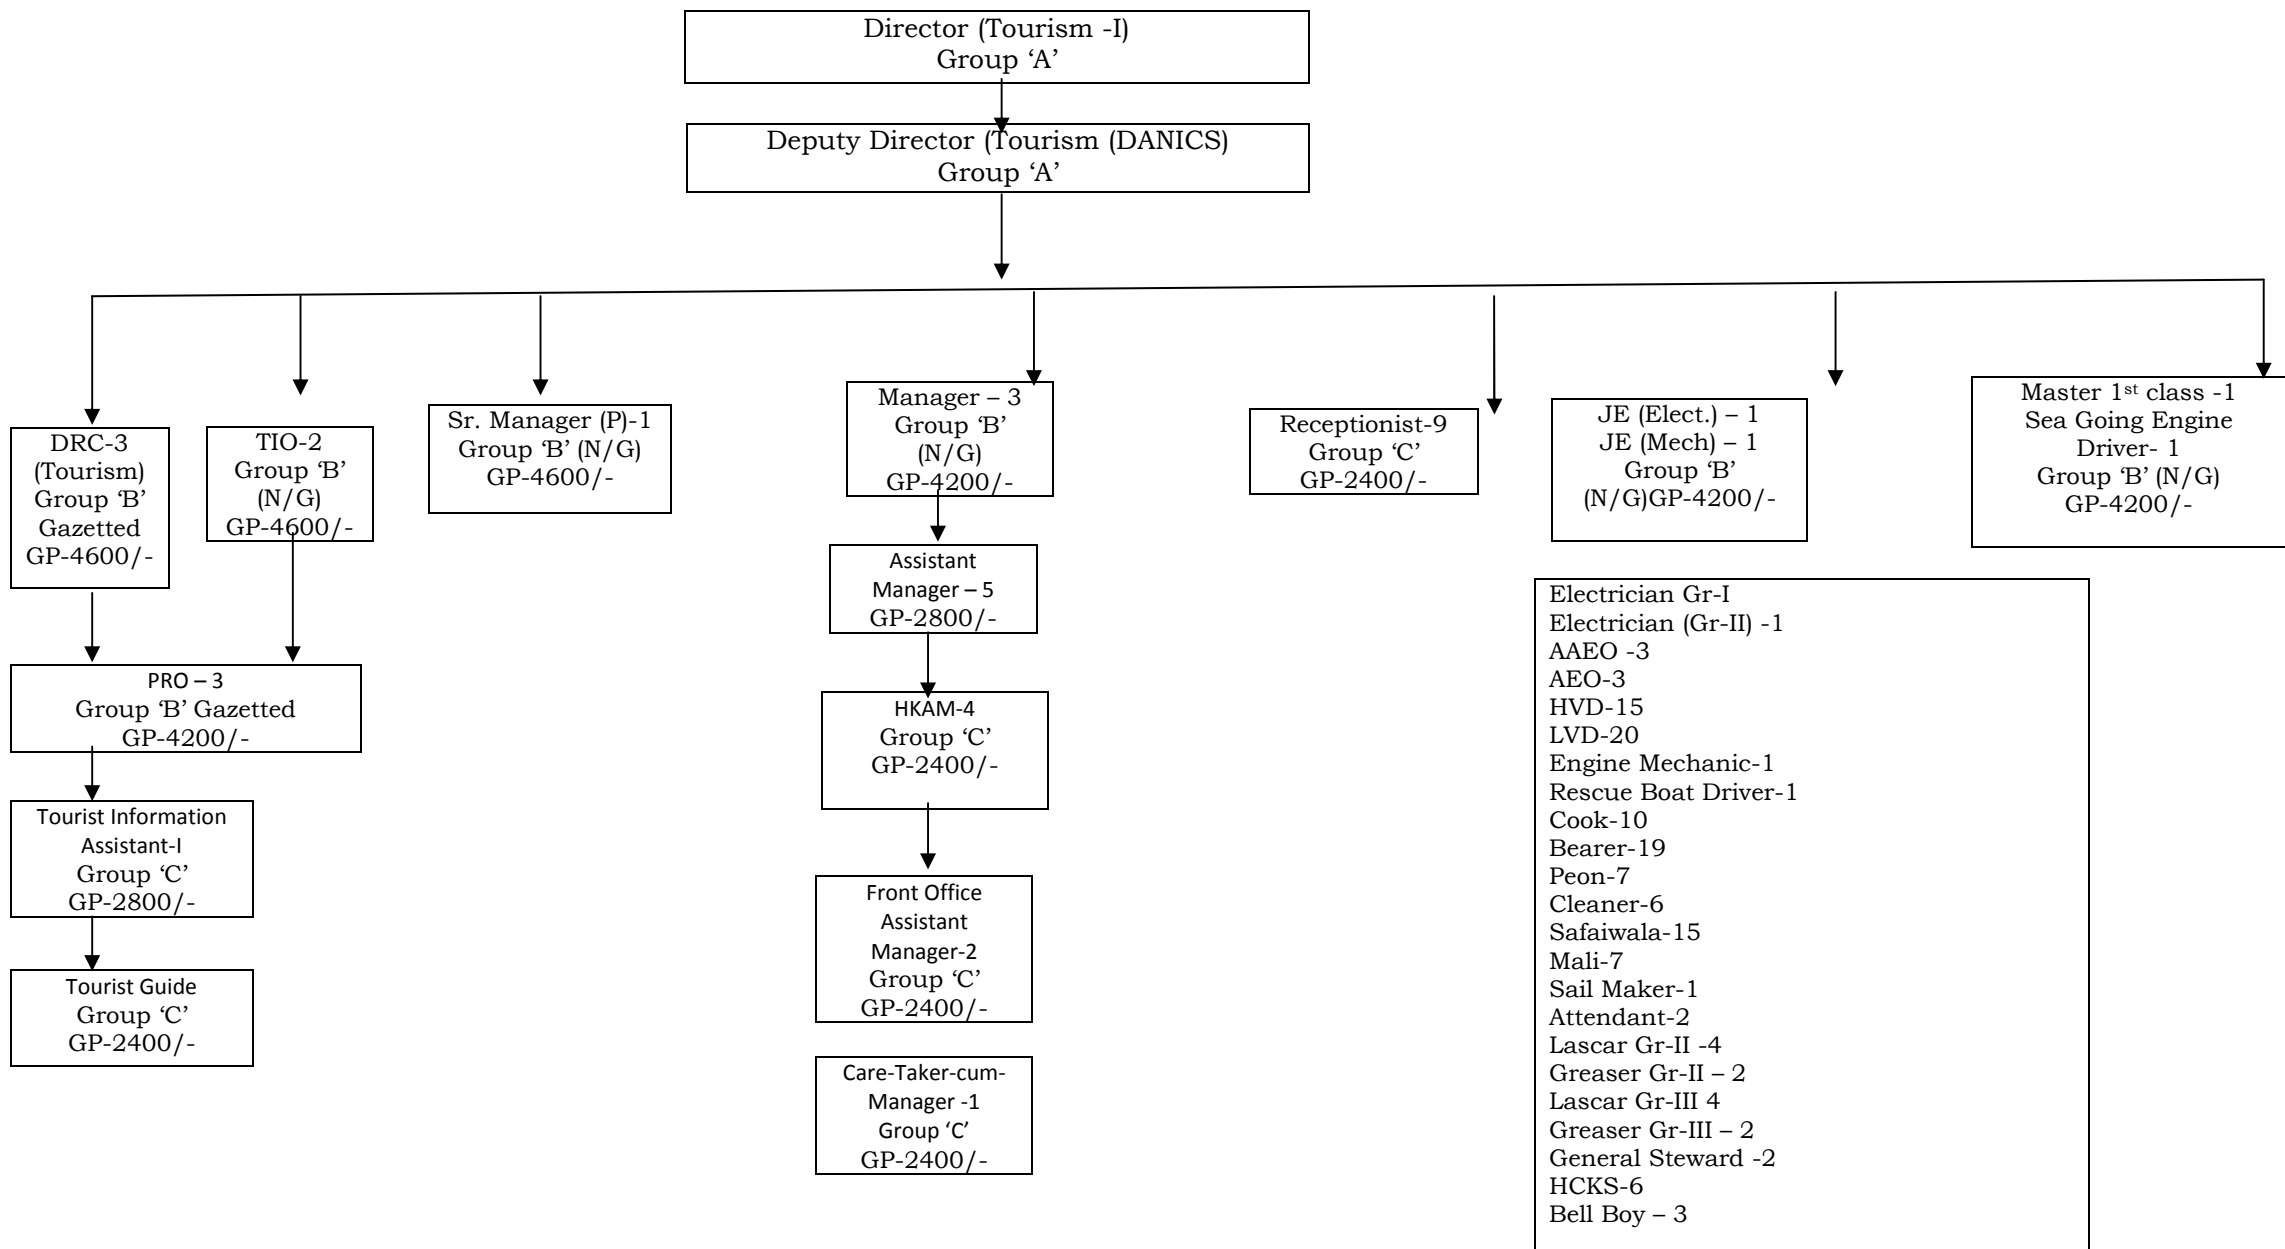 Director (Tourism -I)
Group ‘A’
Deputy Director (Tourism (DANICS)
Group ‘A’
DRC-3
(Tourism)
Group ‘B’
Gazetted
GP-4600/-
TIO-2
Group ‘B’
(N/G)
GP-4600/-
Sr. Manager (P)-1
Group ‘B’ (N/G)
GP-4600/-
Manager – 3
Group ‘B’
(N/G)
GP-4200/-
Receptionist-9
Group ‘C’
GP-2400/-
JE (Elect.) – 1
JE (Mech) – 1
Group ‘B’
(N/G)GP-4200/-
Master 1st class -1
Sea Going Engine
Driver- 1
Group ‘B’ (N/G)
GP-4200/-
PRO – 3
Group ‘B’ Gazetted
GP-4200/-
Tourist Information
Assistant-I
Group ‘C’
GP-2800/-
Tourist Guide
Group ‘C’
GP-2400/-
Assistant
Manager – 5
GP-2800/-
HKAM-4
Group ‘C’
GP-2400/-
Front Office
Assistant
Manager-2
Group ‘C’
GP-2400/-
Care-Taker-cum-
Manager -1
Group ‘C’
GP-2400/-
Electrician Gr-I
Electrician (Gr-II) -1
AAEO -3
AEO-3
HVD-15
LVD-20
Engine Mechanic-1
Rescue Boat Driver-1
Cook-10
Bearer-19
Peon-7
Cleaner-6
Safaiwala-15
Mali-7
Sail Maker-1
Attendant-2
Lascar Gr-II -4
Greaser Gr-II – 2
Lascar Gr-III 4
Greaser Gr-III – 2
General Steward -2
HCKS-6
Bell Boy – 3